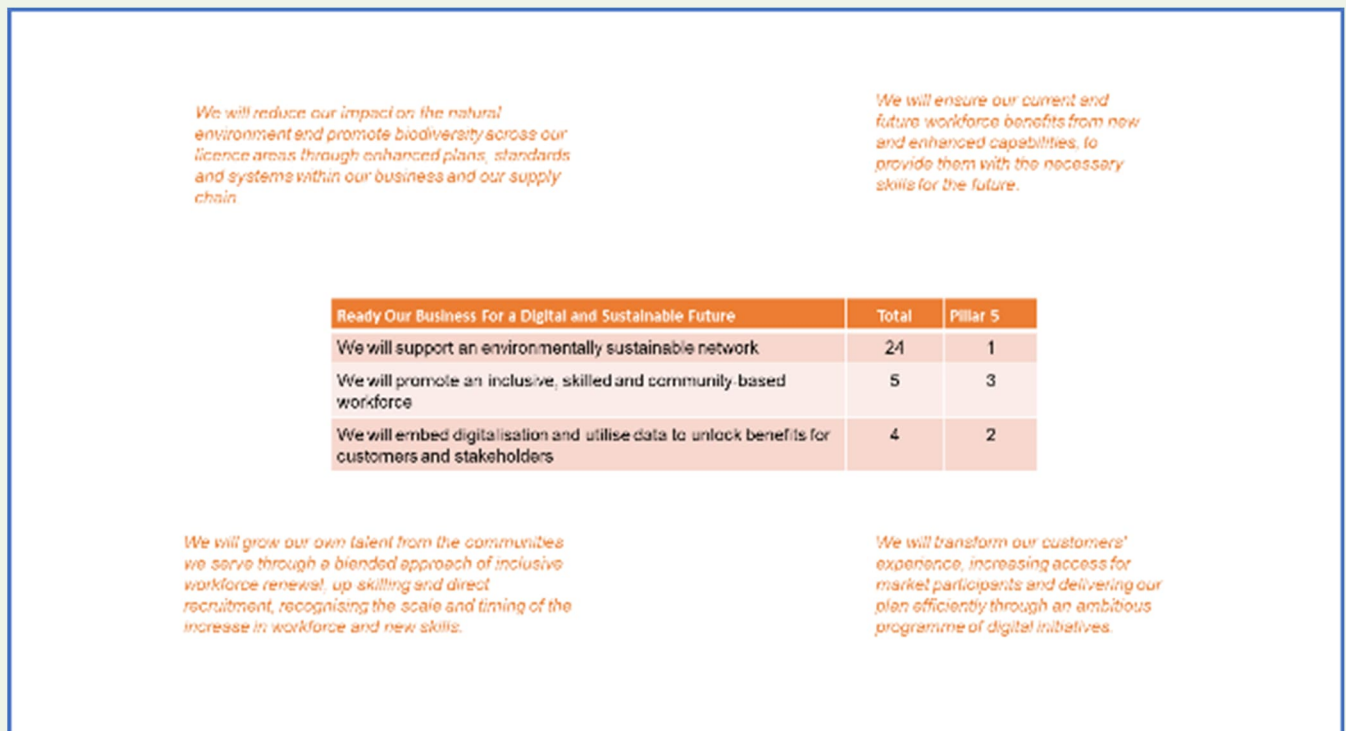 We will reduce our impact on the natural
environment and promote biodiversity across our
licence areas through enhanced plans, standards
and systems within our business and our supply
chain
We will ensure our current and
future workforce benefits from new
and enhanced capabilities, to
provide them with the necessary
skills for the future.
Ready Our Business For a Digital and Sustainable Future Total Pillar 5
We will support an environmentally sustainable network 24 1
We will promote an inclusive, skilled and community-based 5 3
workforce
We will embed digitalisation and utilise data to unlock benefits for 4 2
customers and stakeholders
We will grow our own talent from the communities
we serve through a blended approach of inclusive
workforce renewal, up skilling and direct
recruitment, recognising the scale and timing of the
increase in workforce and new skills.
We will transform our customers'
experience, increasing access for
market participants and delivering our
plan efficiently through an ambitious
programme of digital initiatives.